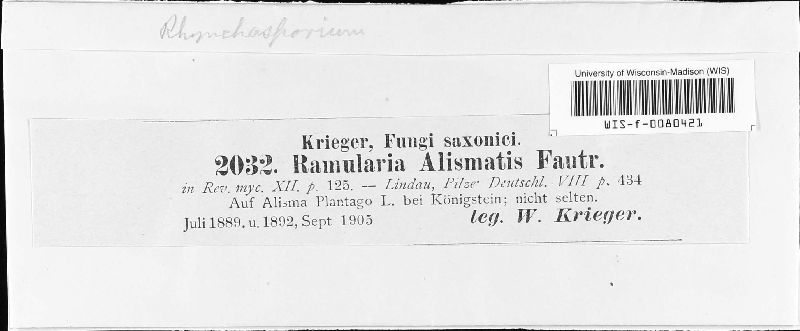 Rhynchosporium
University of Wisconsin-Madison (WIS)
WIS-f-0080421
Krieger, Fungi saxonici.
2032. Ramularia Alismatis Fautr.
in Rev. myc. XII. p. 125. — Lindau, Pilze Deutschl. VIII p. 434
Auf Alisma Plantago L. bei Königstein; nicht selten.
Juli 1889. u. 1892, Sept 1905 leg. W. Krieger.